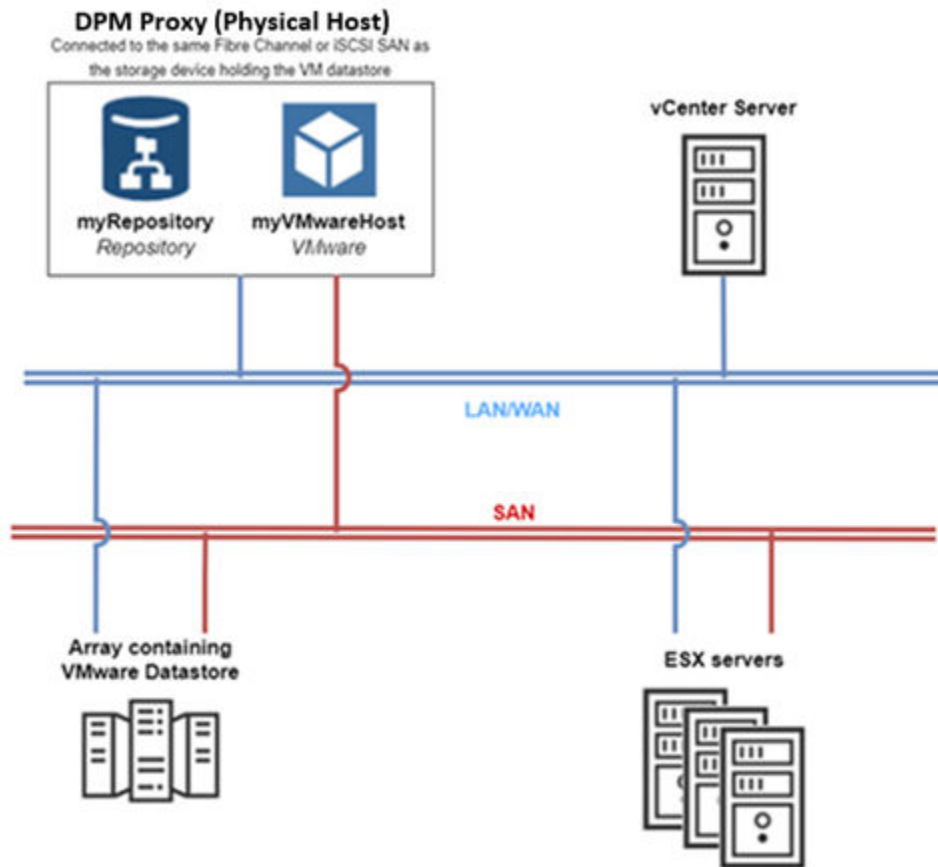 DPM Proxy (Physical Host)
Connected to the same Fibre Channel or iSCSI SAN as
the storage device holding the VM datastore
vCenter Server
myRepository
Repository
myVMwareHost
VMware
LAN/WAN
SAN
Array containing
VMware Datastore
ESX servers